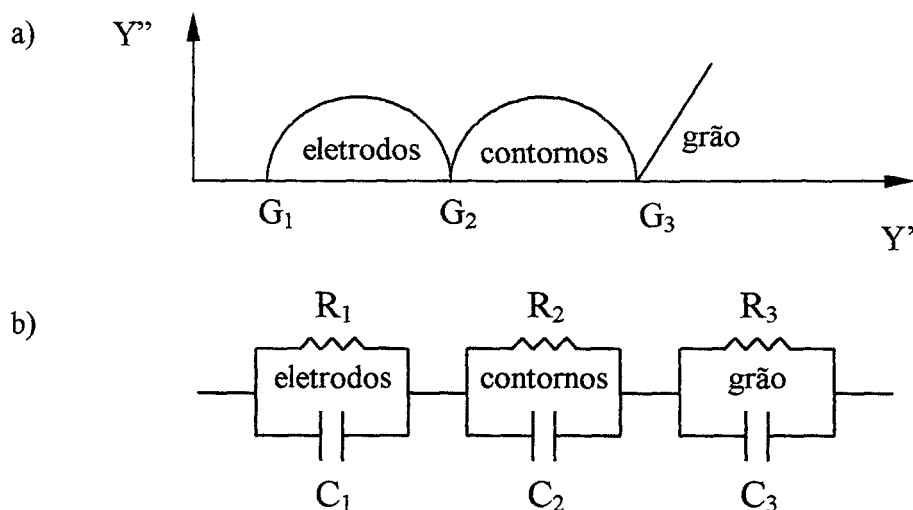 a)
Y”
eletrodos contornos grão
G₁ G₂ G₃
Y’
b)
R₁ R₂ R₃
eletrodos contornos grão
C₁ C₂ C₃